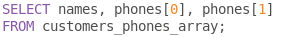 SELECT names, phones[0], phones[1]
FROM customers_phones_array;